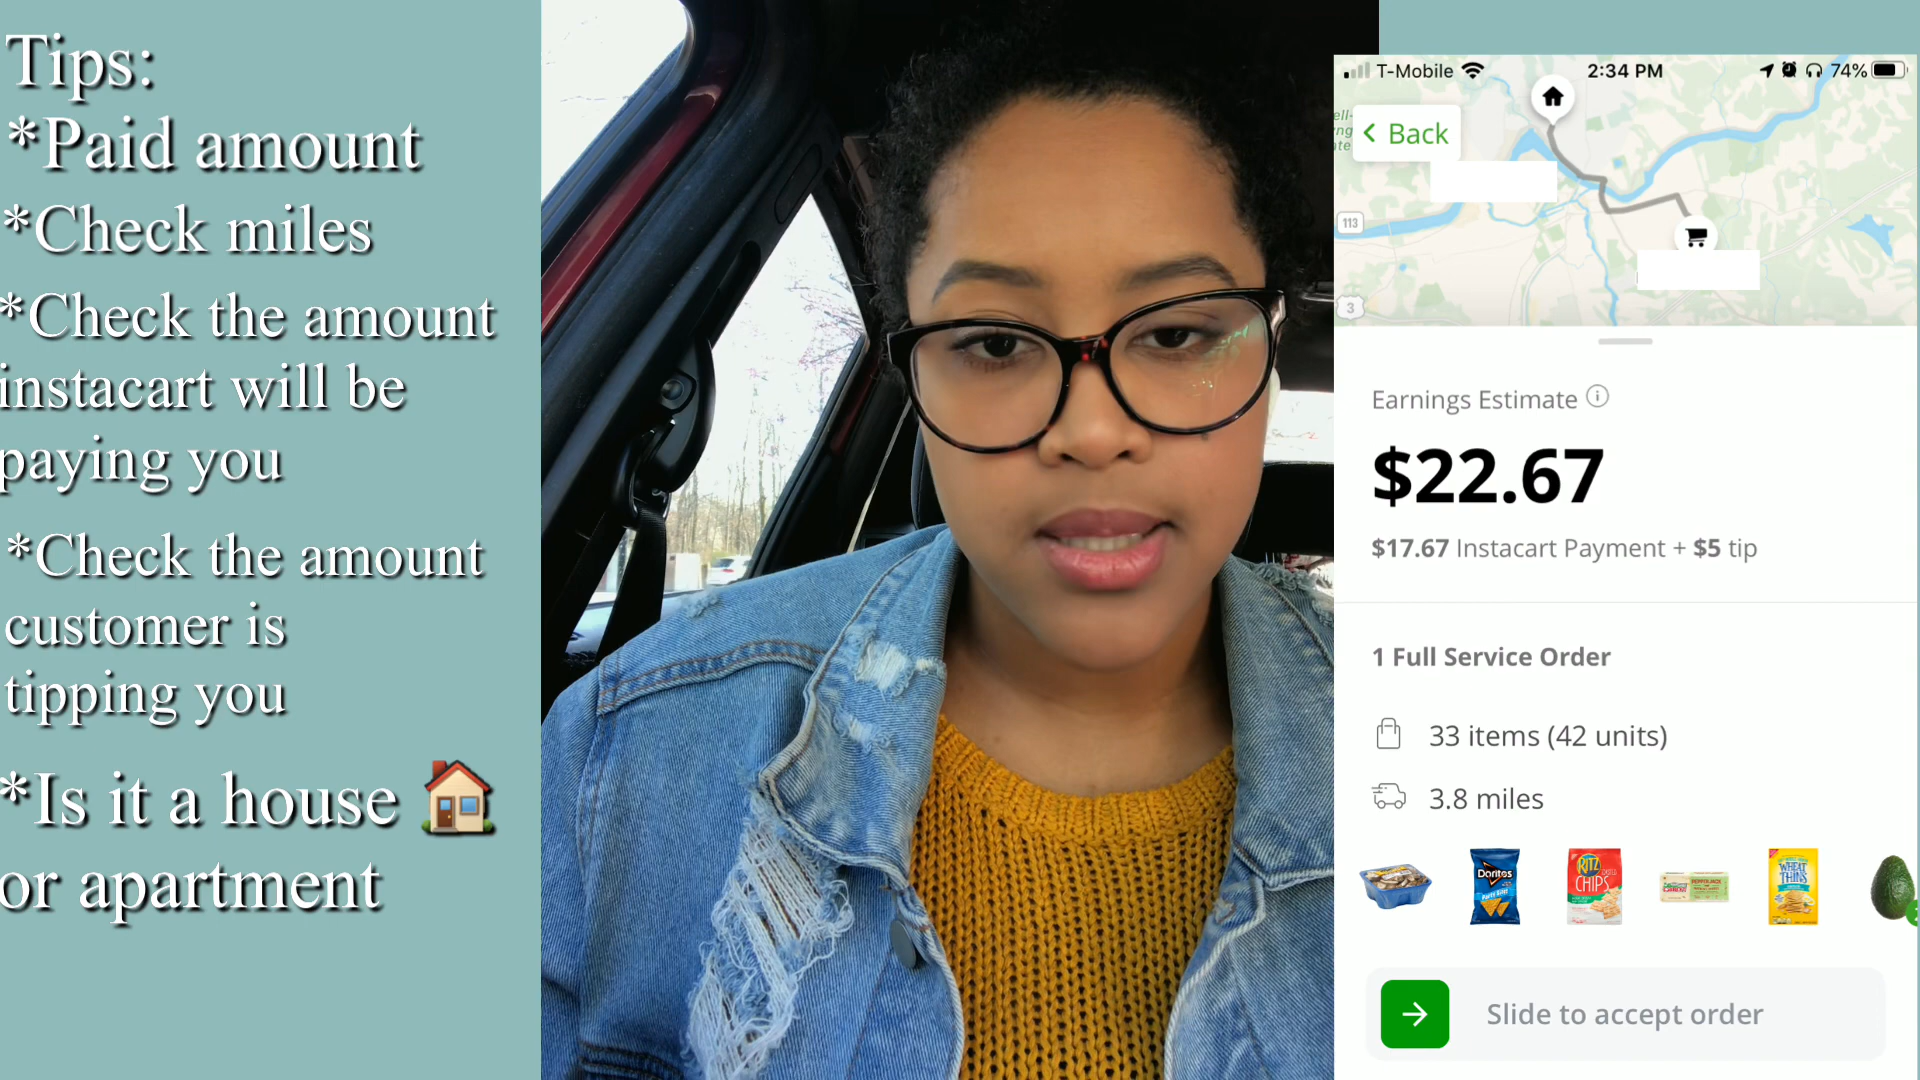 Tips:
*Paid amount
*Check miles
*Check the amount
instacart will be
paying you
*Check the amount
customer is
tipping you
*Is it a house
or apartment
T-Mobile
2:34 PM
74%
Back
113
3
Earnings Estimate
$22.67
$17.67 Instacart Payment + $5 tip
1 Full Service Order
33 items (42 units)
3.8 miles
Doritos
RITZ
CHIPS
WHEAT
THINS
Slide to accept order